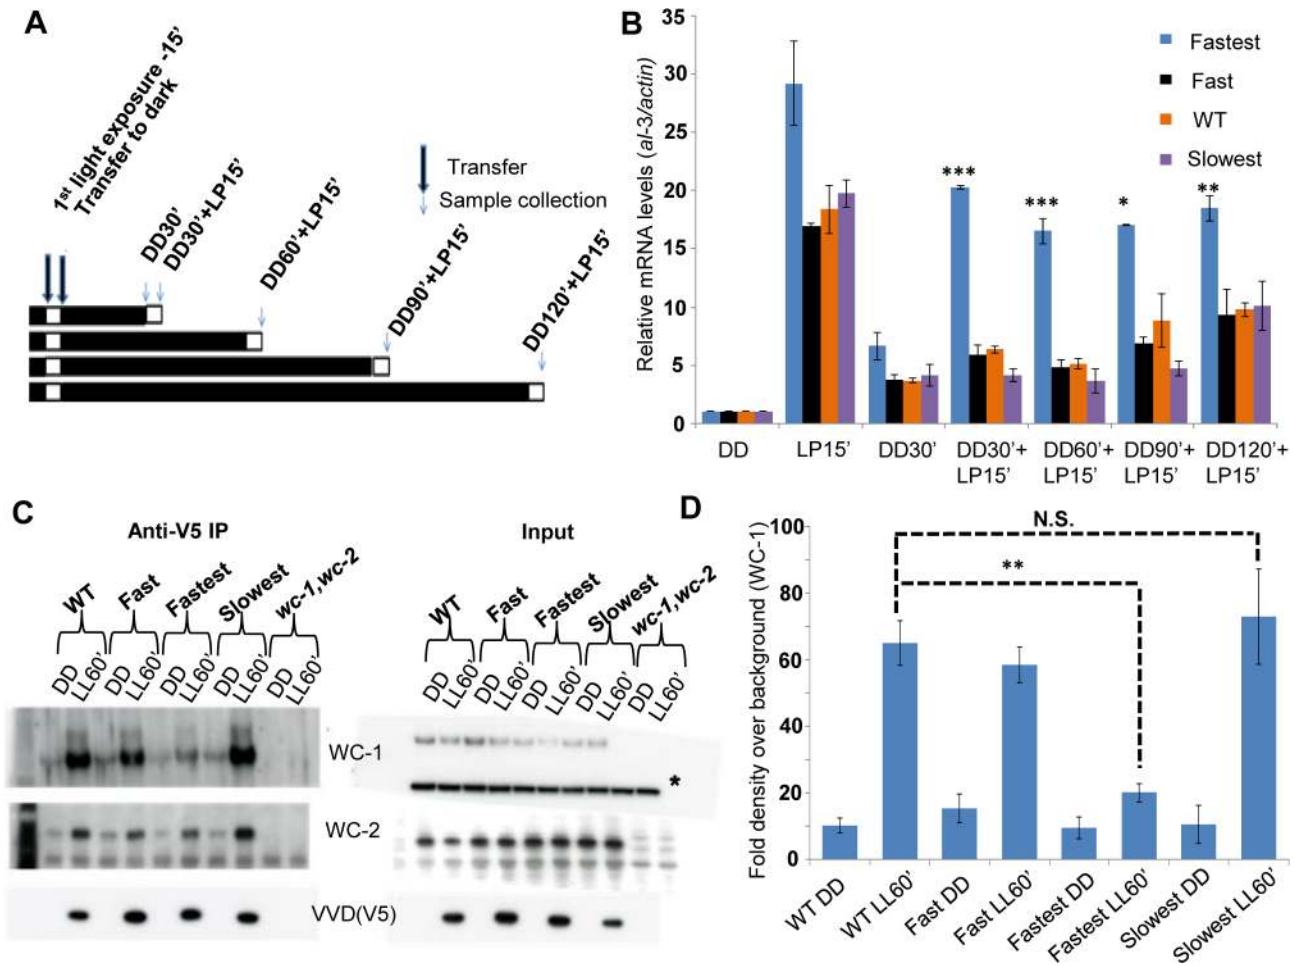 A
1st light exposure -15'
Transfer to dark
DD30'
DD30'+LP15'
DD60'+LP15'
DD90'+LP15'
DD120'+LP15'
Transfer
Sample collection
B
Relative mRNA levels (al-3/actin)
35
30
25
20
15
10
5
0
Fastest
Fast
WT
Slowest
***
***
*
**
DD
LP15'
DD30'
DD30'+
LP15'
DD60'+
LP15'
DD90'+
LP15'
DD120'+
LP15'
C
Anti-V5 IP
Input
WT
Fast
Fastest
Slowest
wc-1,wc-2
WT
Fast
Fastest
Slowest
wc-1,wc-2
DD
LL60'
DD
LL60'
DD
LL60'
DD
LL60'
DD
LL60'
DD
LL60'
DD
LL60'
DD
LL60'
DD
LL60'
DD
LL60'
WC-1
*
WC-2
VVD(V5)
D
Fold density over background (WC-1)
100
80
60
40
20
0
N.S.
**
WT DD
WT LL60'
Fast DD
Fast LL60'
Fastest DD
Fastest LL60'
Slowest DD
Slowest LL60'